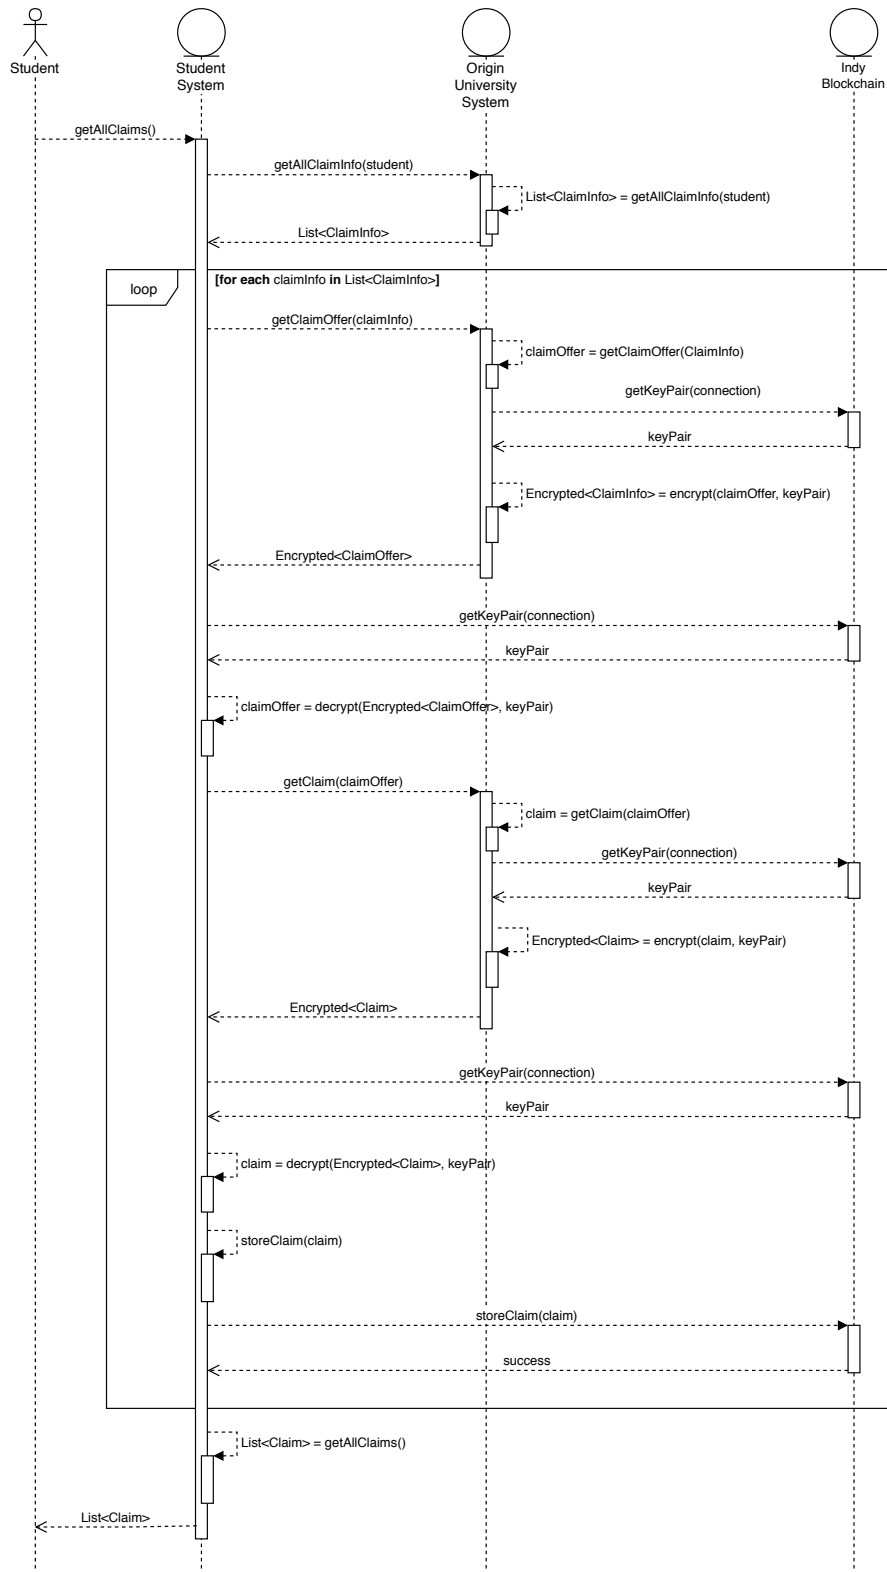 Student
Student
System
Origin
University
System
Indy
Blockchain
getAllClaims()
getAllClaimInfo(student)
List<ClaimInfo> = getAllClaimInfo(student)
List<ClaimInfo>
loop
[for each claimInfo in List<ClaimInfo>]
getClaimOffer(claimInfo)
claimOffer = getClaimOffer(ClaimInfo)
getKeyPair(connection)
keyPair
Encrypted<ClaimInfo> = encrypt(claimOffer, keyPair)
Encrypted<ClaimOffer>
getKeyPair(connection)
keyPair
claimOffer = decrypt(Encrypted<ClaimOffer>, keyPair)
getClaim(claimOffer)
claim = getClaim(claimOffer)
getKeyPair(connection)
keyPair
Encrypted<Claim> = encrypt(claim, keyPair)
Encrypted<Claim>
getKeyPair(connection)
keyPair
claim = decrypt(Encrypted<Claim>, keyPair)
storeClaim(claim)
storeClaim(claim)
success
List<Claim> = getAllClaims()
List<Claim>